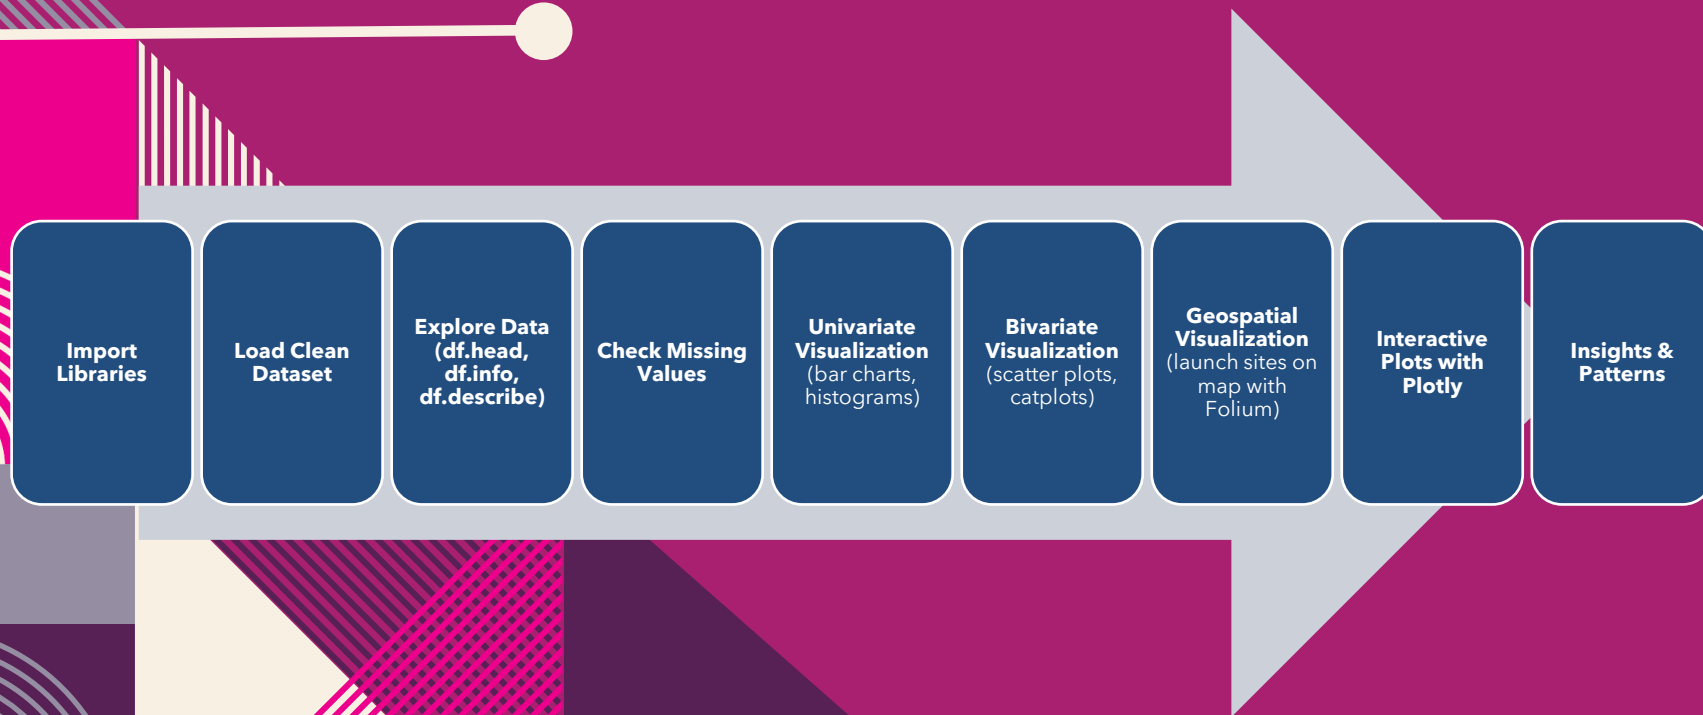 Import
Libraries
Load Clean
Dataset
Explore Data
(df.head,
df.info,
df.describe)
Check Missing
Values
Univariate
Visualization
(bar charts,
histograms)
Bivariate
Visualization
(scatter plots,
catplots)
Geospatial
Visualization
(launch sites on
map with
Folium)
Interactive
Plots with
Plotly
Insights &
Patterns